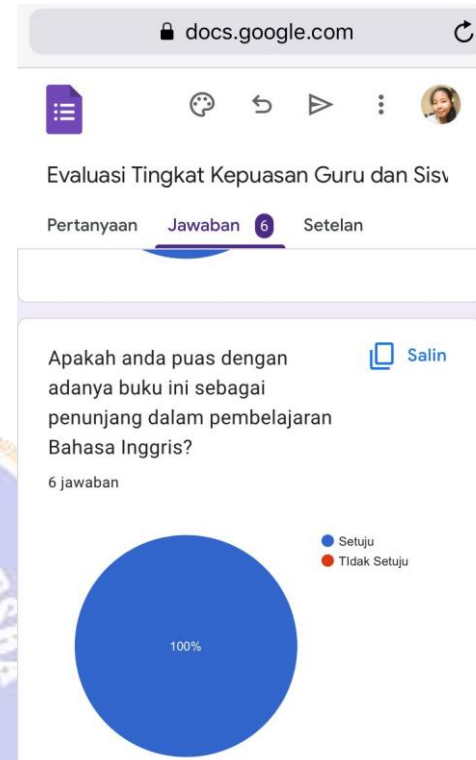 docs.google.com
Evaluasi Tingkat Kepuasan Guru dan Sisw
Pertanyaan Jawaban 6 Setelan
Apakah anda puas dengan
adanya buku ini sebagai
penunjang dalam pembelajaran
Bahasa Inggris?
Salin
6 jawaban
Setuju
TIdak Setuju
100%